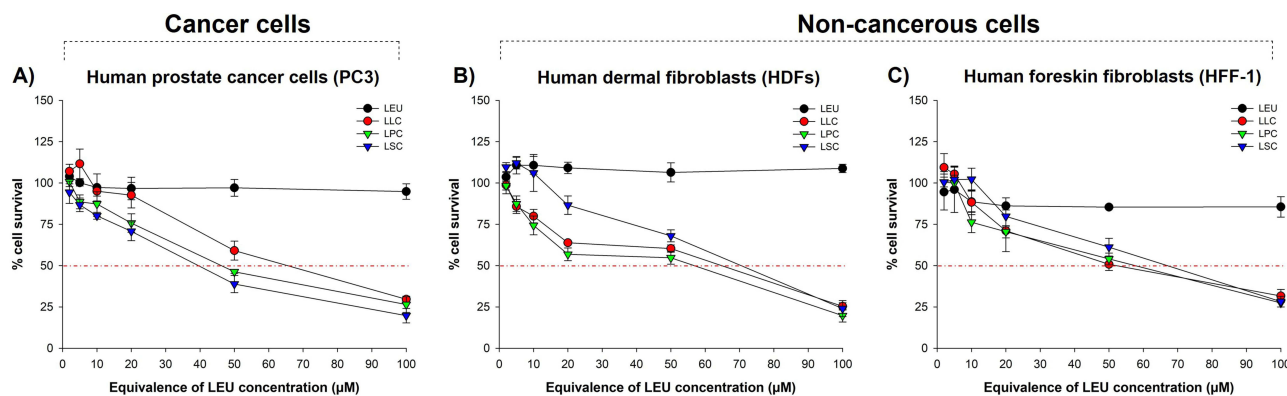 Cancer cells
Non-cancerous cells
A)
Human prostate cancer cells (PC3)
150
125
100
75
50
25
0
% cell survival
LEU
LLC
LPC
LSC
0 10 20 30 40 50 60 70 80 90 100
Equivalence of LEU concentration (µM)
B)
Human dermal fibroblasts (HDFs)
150
125
100
75
50
25
0
% cell survival
LEU
LLC
LPC
LSC
0 10 20 30 40 50 60 70 80 90 100
Equivalence of LEU concentration (µM)
C)
Human foreskin fibroblasts (HFF-1)
150
125
100
75
50
25
0
% cell survival
LEU
LLC
LPC
LSC
0 10 20 30 40 50 60 70 80 90 100
Equivalence of LEU concentration (µM)